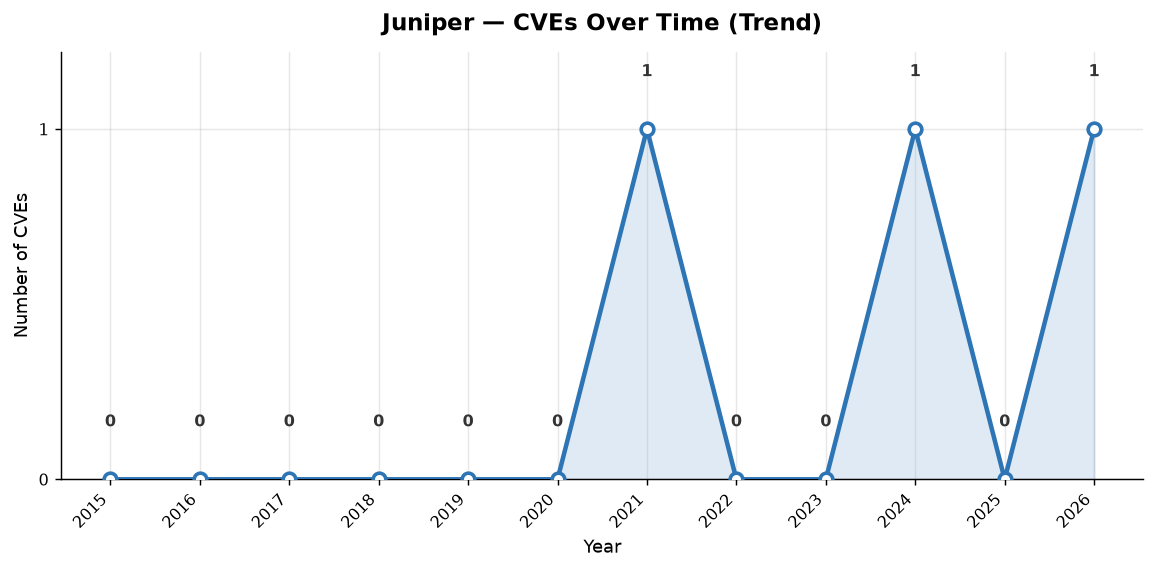 Juniper — CVEs Over Time (Trend)
1 1 1
1
Number of CVEs
0 0 0 0 0 0 0 0 0
0
2015 2016 2017 2018 2019 2020 2021 2022 2023 2024 2025 2026
Year